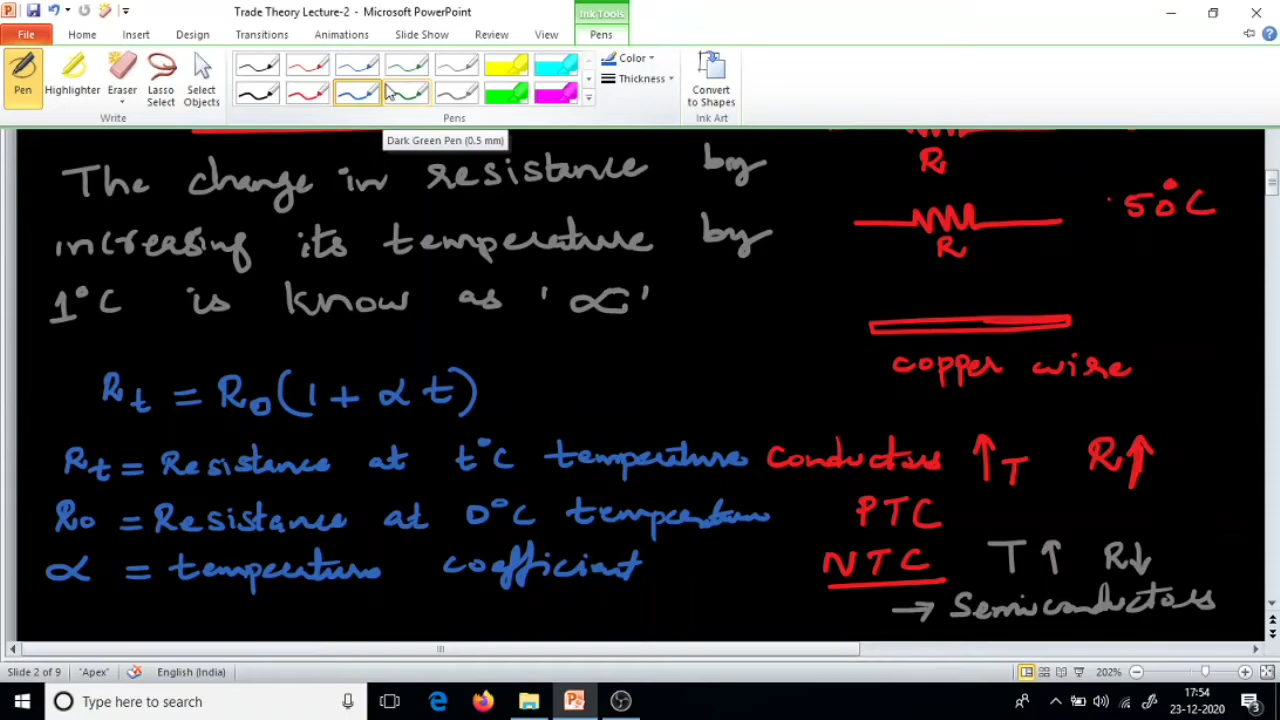 Trade Theory Lecture-2 - Microsoft PowerPoint
Ink Tools
File Home Insert Design Transitions Animations Slide Show Review View Pens
Pen Highlighter Eraser Lasso Select Select Objects
Color
Thickness
Convert to Shapes
Write Pens Ink Art
Dark Green Pen (0.5 mm)
The change in resistance by
increasing its temperature by
1°C is know as 'α'
R
50°C
R
copper wire
Rt = R0(1 + αt)
Rt = Resistance at t°C temperature
R0 = Resistance at 0°C temperature
α = temperature coefficient
Conductors ↑T R↑
PTC
NTC T↑ R↓
→ Semiconductors
Slide 2 of 9 "Apex" English (India) 202%
Type here to search
17:54
23-12-2020
3